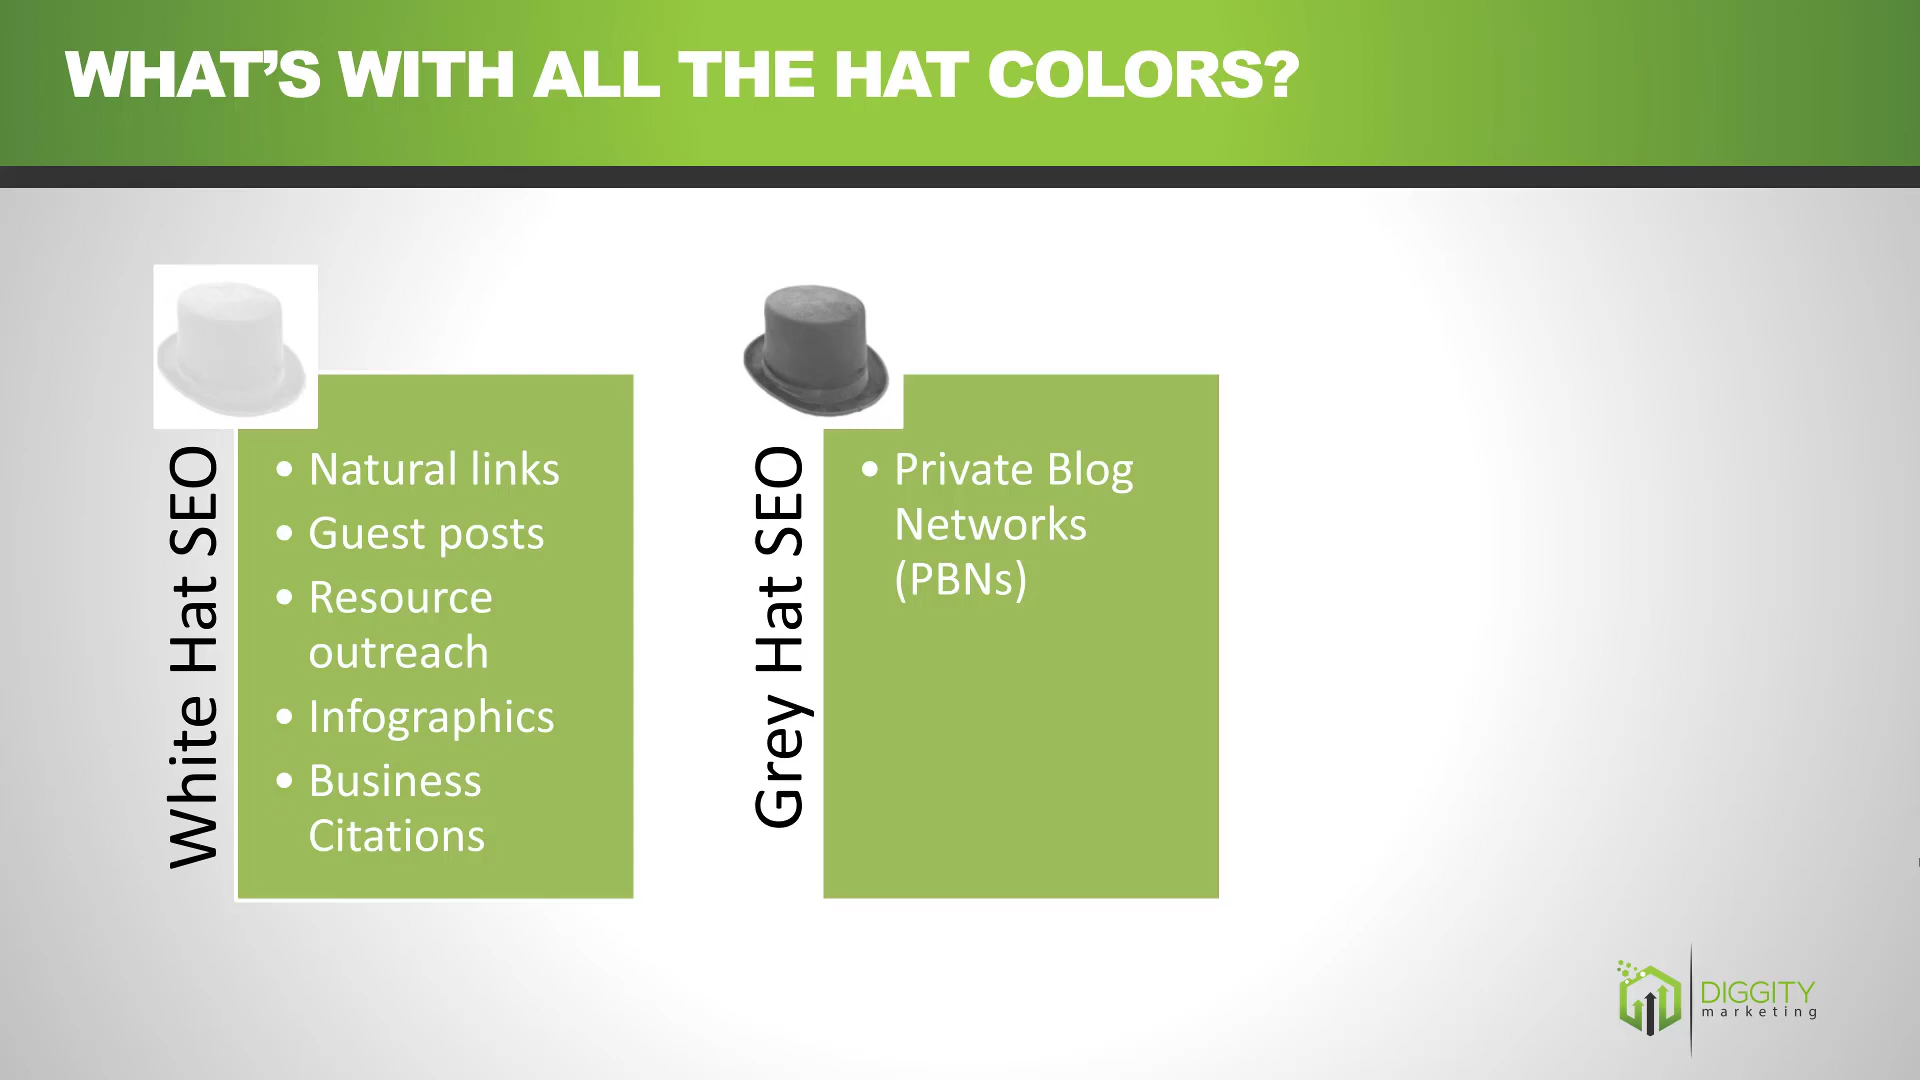 WHAT'S WITH ALL THE HAT COLORS?
White Hat SEO
• Natural links
• Guest posts
• Resource
outreach
• Infographics
• Business
Citations
Grey Hat SEO
• Private Blog
Networks
(PBNs)
DIGGITY
marketing